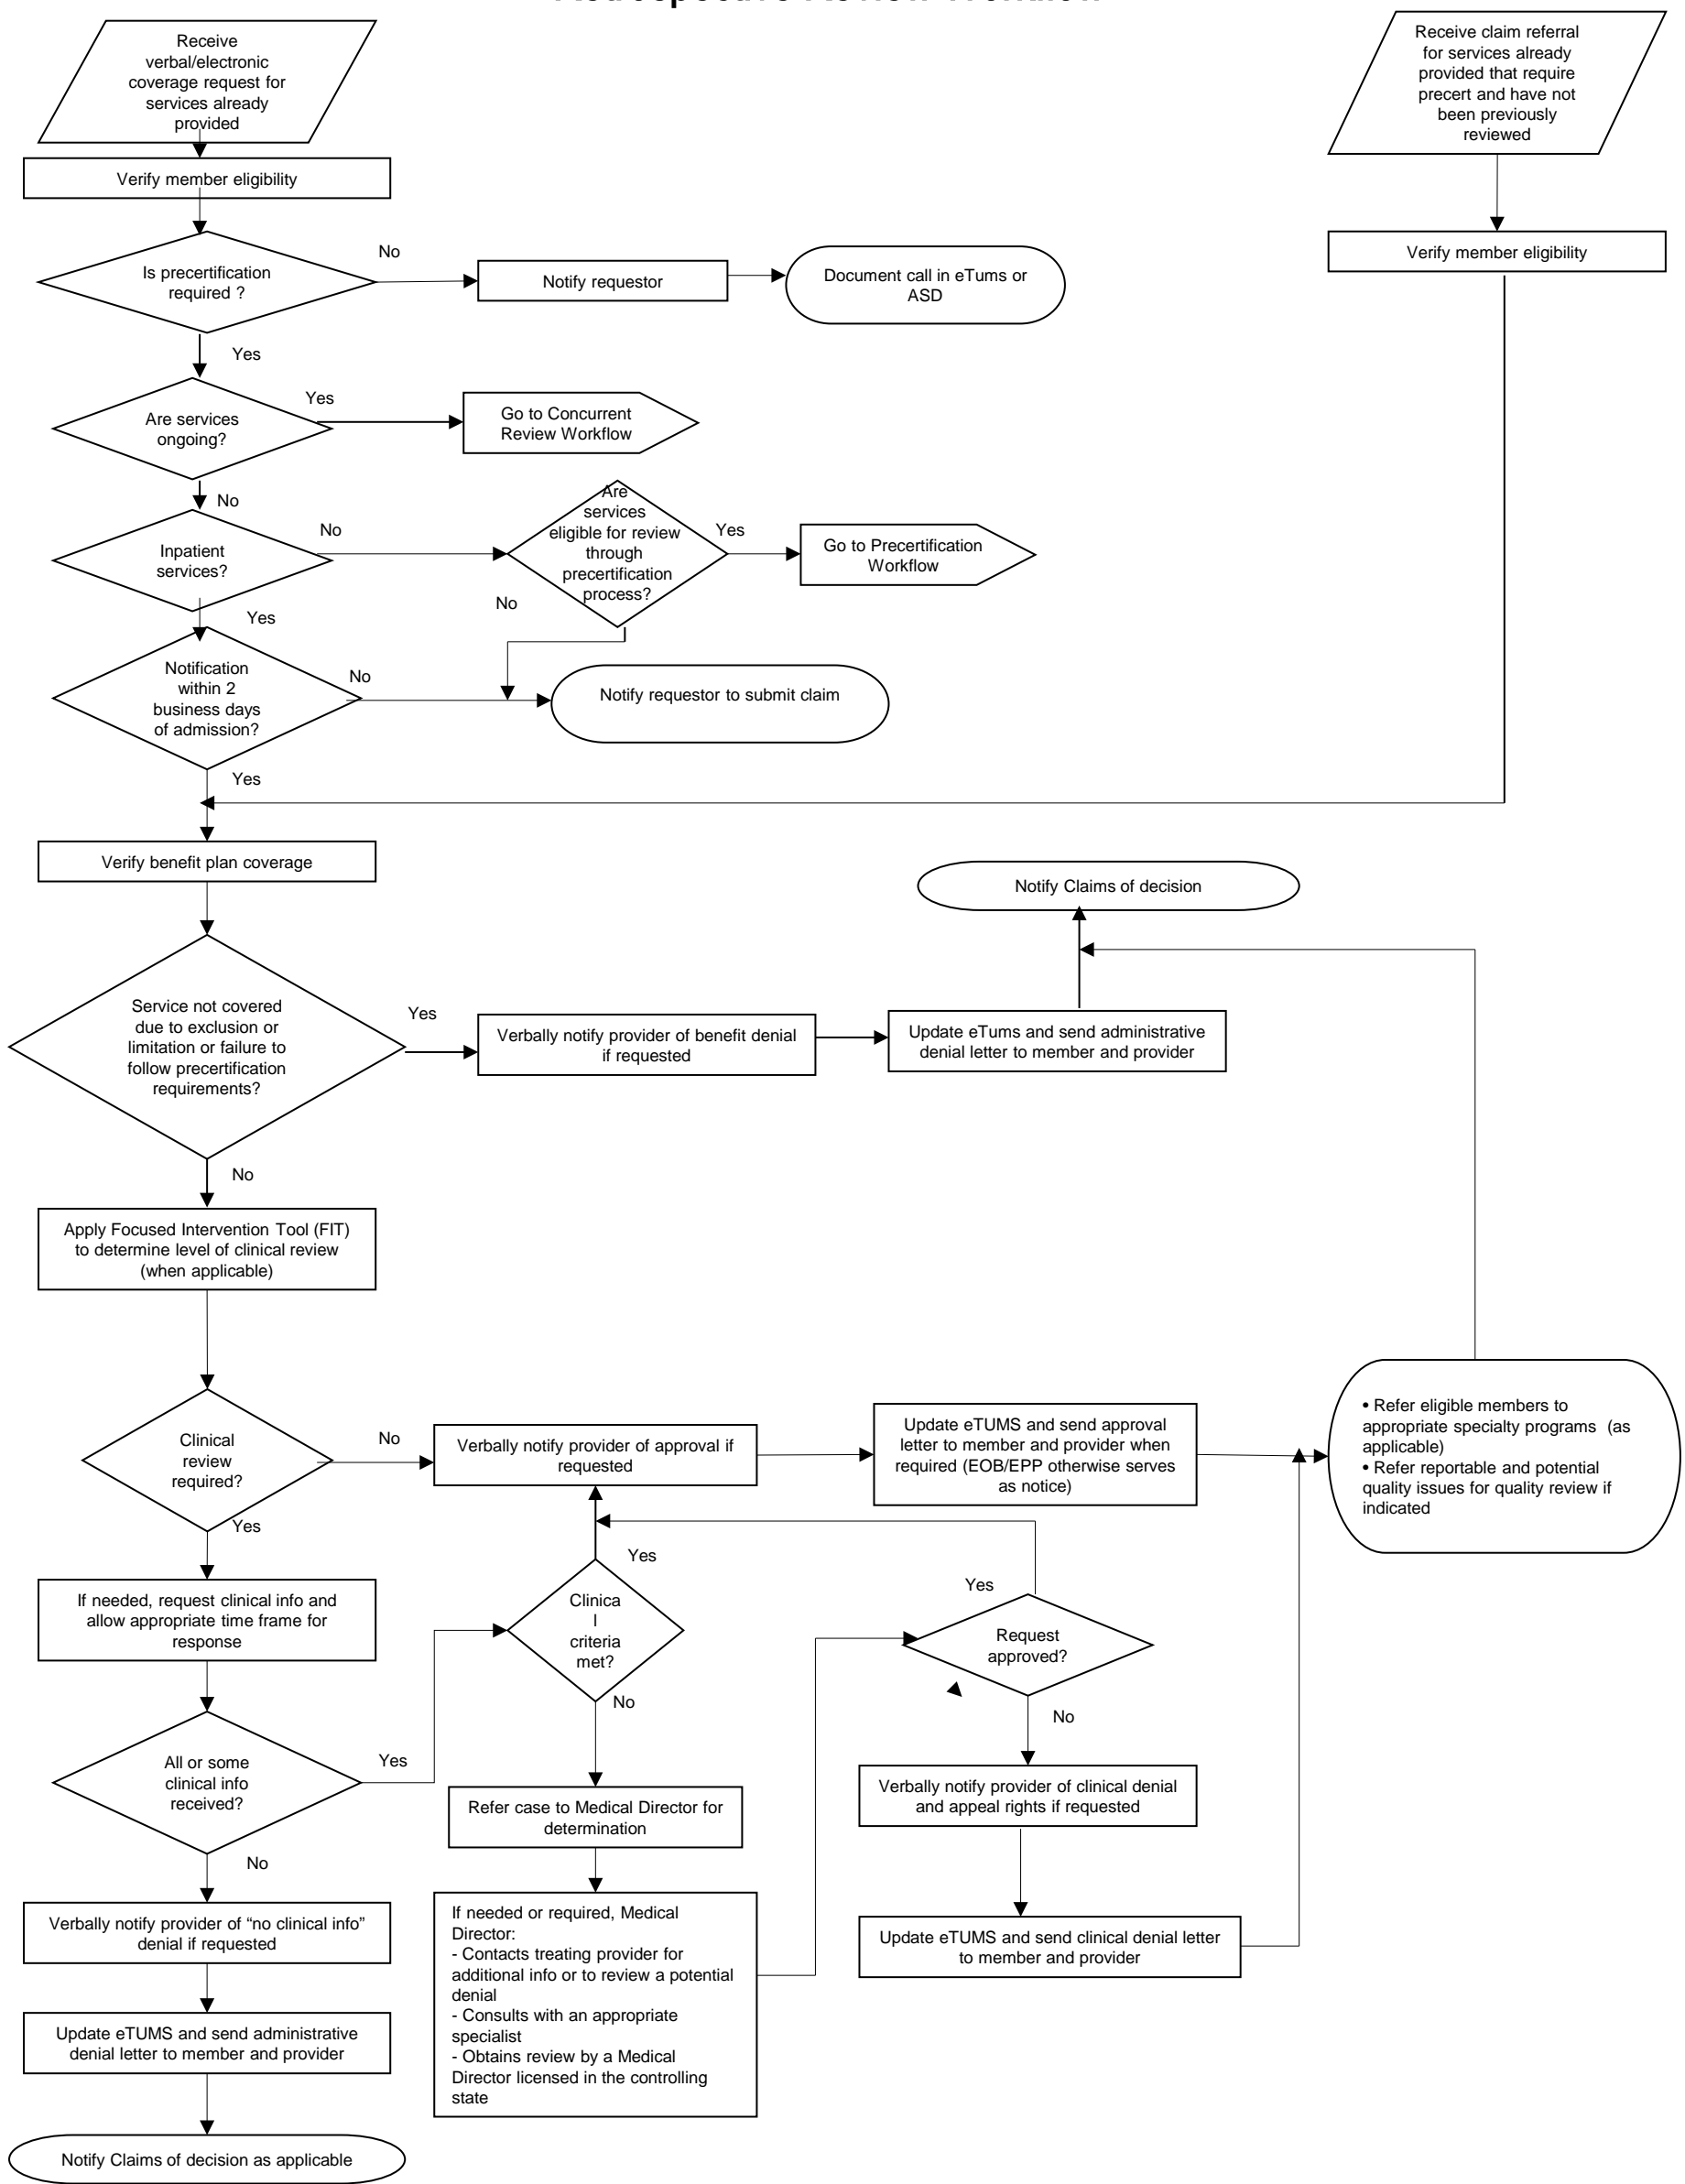 Retrospective Review Workflow
Receive
verbal/electronic
coverage request for
services already
provided
Receive claim referral
for services already
provided that require
precert and have not
been previously
reviewed
Verify member eligibility
Verify member eligibility
Is precertification
required ?
No
Notify requestor
Document call in eTums or
ASD
Yes
Are services
ongoing?
Yes
Go to Concurrent
Review Workflow
No
Inpatient
services?
No
Are
services
eligible for review
through
precertification
process?
Yes
Go to Precertification
Workflow
No
Yes
Notification
within 2
business days
of admission?
No
Notify requestor to submit claim
Yes
Verify benefit plan coverage
Notify Claims of decision
Service not covered
due to exclusion or
limitation or failure to
follow precertification
requirements?
Yes
Verbally notify provider of benefit denial
if requested
Update eTums and send administrative
denial letter to member and provider
No
Apply Focused Intervention Tool (FIT)
to determine level of clinical review
(when applicable)
Clinical
review
required?
No
Verbally notify provider of approval if
requested
Update eTUMS and send approval
letter to member and provider when
required (EOB/EPP otherwise serves
as notice)
• Refer eligible members to
appropriate specialty programs (as
applicable)
• Refer reportable and potential
quality issues for quality review if
indicated
Yes
If needed, request clinical info and
allow appropriate time frame for
response
Yes
Clinica
l
criteria
met?
No
Yes
Request
approved?
No
All or some
clinical info
received?
Yes
Refer case to Medical Director for
determination
Verbally notify provider of clinical denial
and appeal rights if requested
No
Verbally notify provider of “no clinical info”
denial if requested
If needed or required, Medical
Director:
- Contacts treating provider for
additional info or to review a potential
denial
- Consults with an appropriate
specialist
- Obtains review by a Medical
Director licensed in the controlling
state
Update eTUMS and send clinical denial letter
to member and provider
Update eTUMS and send administrative
denial letter to member and provider
Notify Claims of decision as applicable